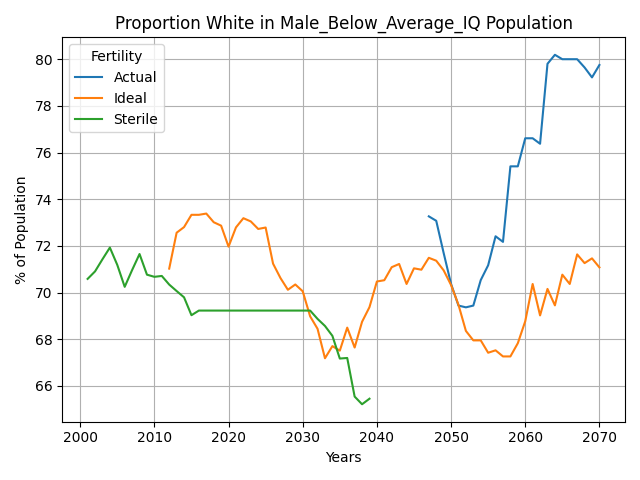 Proportion White in Male_Below_Average_IQ Population
Fertility
Actual
Ideal
Sterile
% of Population
80
78
76
74
72
70
68
66
2000
2010
2020
2030
2040
2050
2060
2070
Years